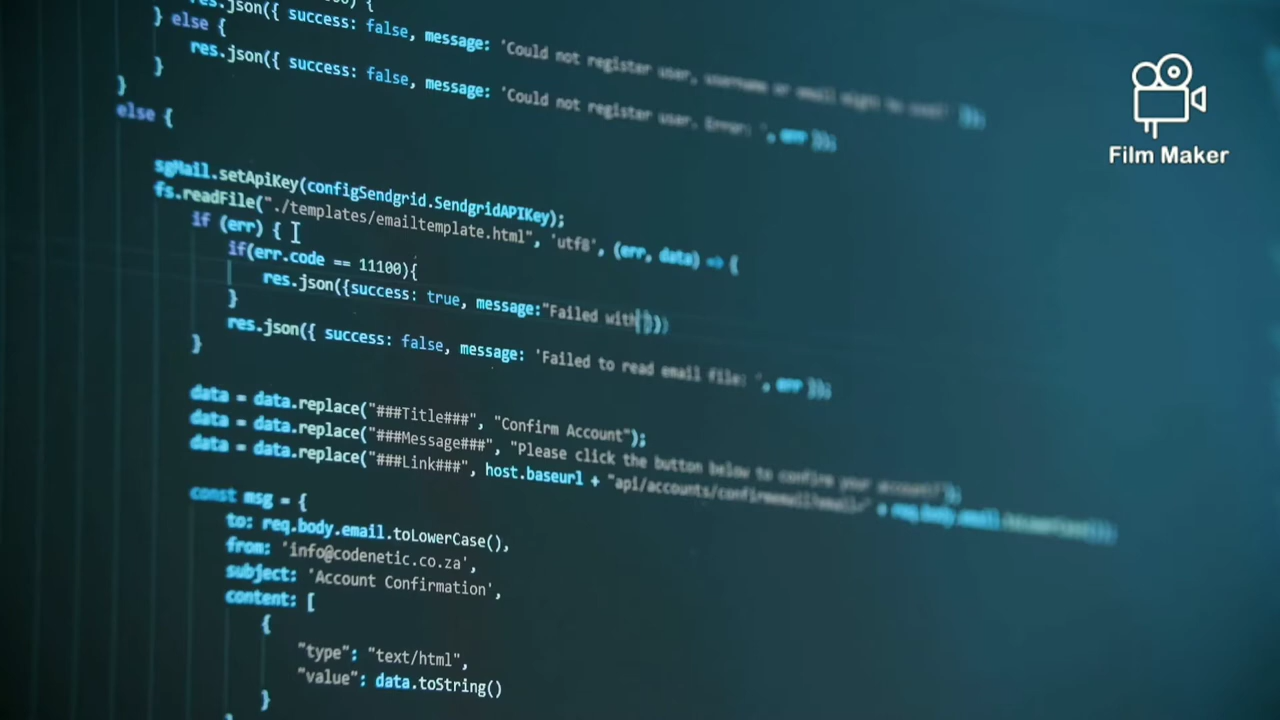 res.json({ success: false, message: 'Could not register user, username or email might be used' });
} else {
res.json({ success: false, message: 'Could not register user. Error: ', err });
}
}
else {
sgMail.setApiKey(configSendgrid.SendgridAPIKey);
fs.readFile("./templates/emailtemplate.html", 'utf8', (err, data) => {
if (err) {
if(err.code == 11100){
res.json({success: true, message:"Failed with"})
}
res.json({ success: false, message: 'Failed to read email file: ', err });
}
data = data.replace("###Title###", "Confirm Account");
data = data.replace("###Message###", "Please click the button below to confirm your account!");
data = data.replace("###Link###", host.baseurl + "api/accounts/confirmemail?email=" + req.body.email.toLowerCase());
const msg = {
to: req.body.email.toLowerCase(),
from: 'info@codenetic.co.za',
subject: 'Account Confirmation',
content: [
{
"type": "text/html",
"value": data.toString()
}
Film Maker